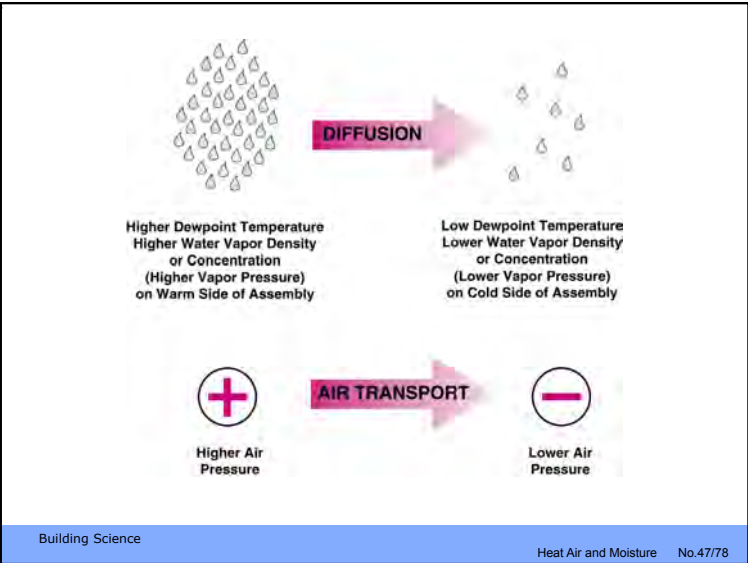 DIFFUSION
Higher Dewpoint Temperature
Higher Water Vapor Density
or Concentration
(Higher Vapor Pressure)
on Warm Side of Assembly
Low Dewpoint Temperature
Lower Water Vapor Density
or Concentration
(Lower Vapor Pressure)
on Cold Side of Assembly
AIR TRANSPORT
+
−
Higher Air
Pressure
Lower Air
Pressure
Building Science
Heat Air and Moisture No.47/78